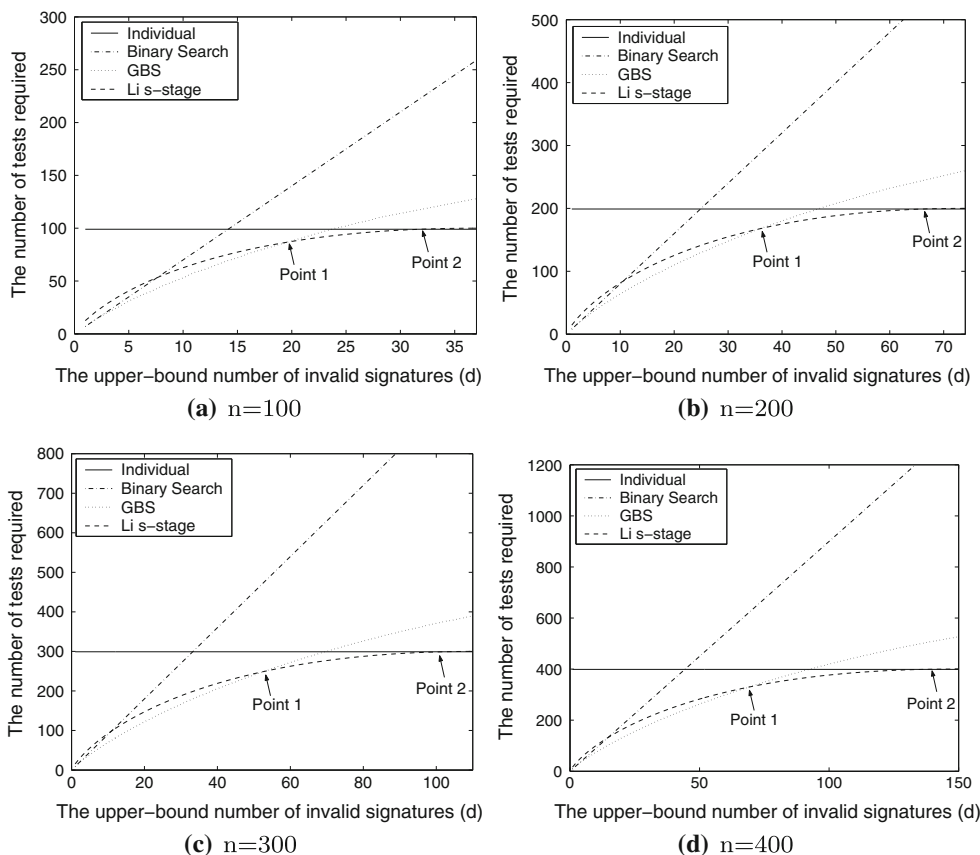 300
250
200
150
100
50
0
The number of tests required
Individual
Binary Search
GBS
Li s-stage
Point 1
Point 2
0 5 10 15 20 25 30 35
The upper-bound number of invalid signatures (d)
(a) n=100
500
400
300
200
100
0
The number of tests required
Individual
Binary Search
GBS
Li s-stage
Point 1
Point 2
0 10 20 30 40 50 60 70
The upper-bound number of invalid signatures (d)
(b) n=200
800
700
600
500
400
300
200
100
0
The number of tests required
Individual
Binary Search
GBS
Li s-stage
Point 1
Point 2
0 20 40 60 80 100
The upper-bound number of invalid signatures (d)
(c) n=300
1200
1000
800
600
400
200
0
The number of tests required
Individual
Binary Search
GBS
Li s-stage
Point 1
Point 2
0 50 100 150
The upper-bound number of invalid signatures (d)
(d) n=400